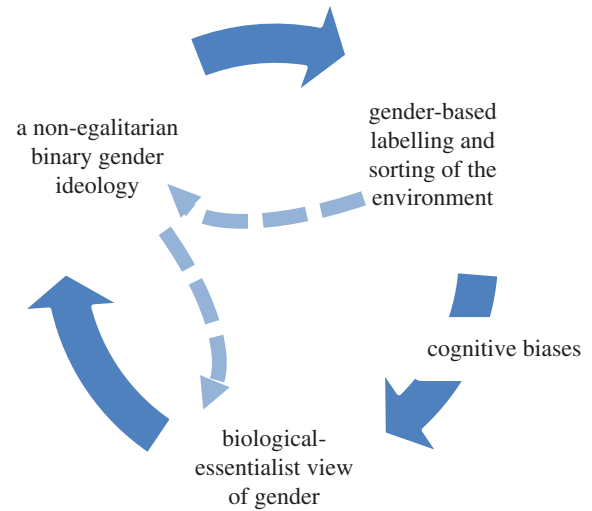 a non-egalitarian
binary gender
ideology
gender-based
labelling and
sorting of the
environment
cognitive biases
biological-
essentialist view
of gender